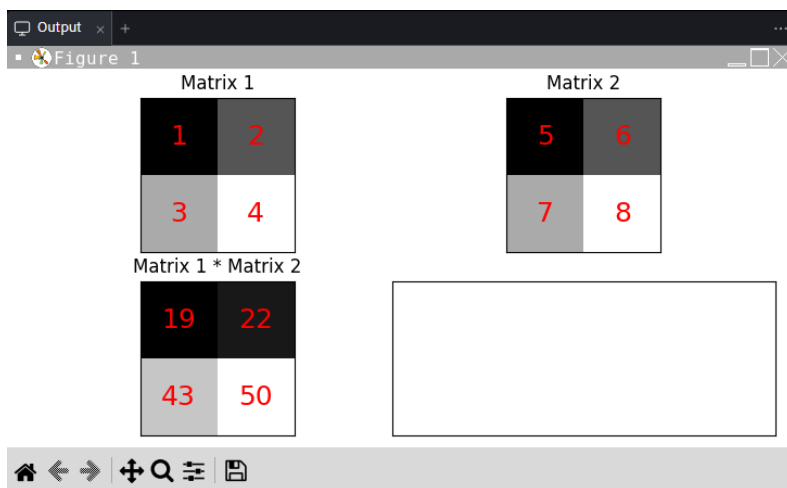 Output × + ...
Figure 1
Matrix 1
Matrix 2
1 2
5 6
3 4
7 8
Matrix 1 * Matrix 2
19 22
43 50